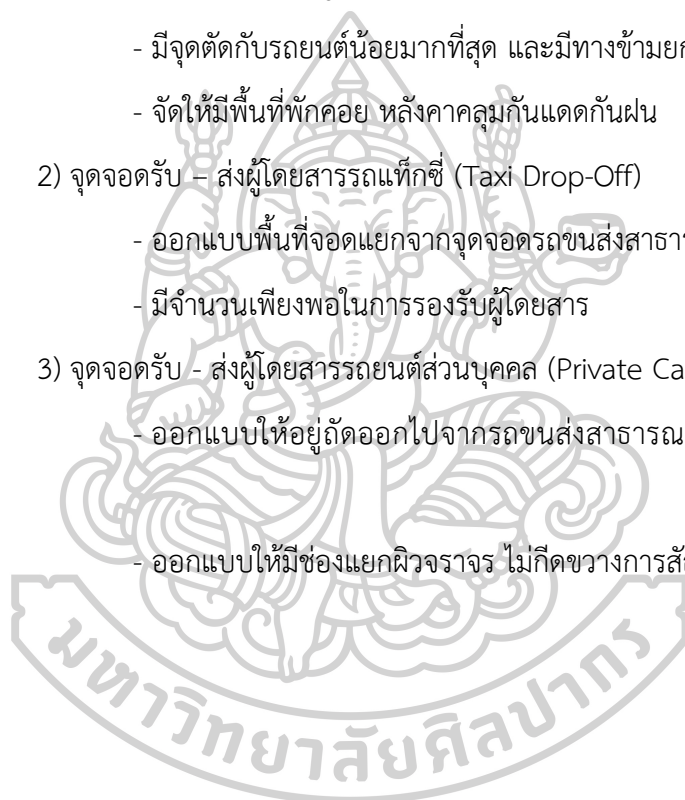 - มีจุดตัดกับรถยนต์น้อยมากที่สุด และมีทางข้ามยก
- จัดให้มีพื้นที่พักคอย หลังคาคลุมกันแดดกันฝน
2) จุดจอดรับ – ส่งผู้โดยสารรถแท็กซี่ (Taxi Drop-Off)
- ออกแบบพื้นที่จอดแยกจากจุดจอดรถขนส่งสาธาร
- มีจำนวนเพียงพอในการรองรับผู้โดยสาร
3) จุดจอดรับ - ส่งผู้โดยสารรถยนต์ส่วนบุคคล (Private Ca
- ออกแบบให้อยู่ถัดออกไปจากรถขนส่งสาธารณ
- ออกแบบให้มีช่องแยกผิวจราจร ไม่กีดขวางการสั
มหาวิทยาลัยศิลปากร